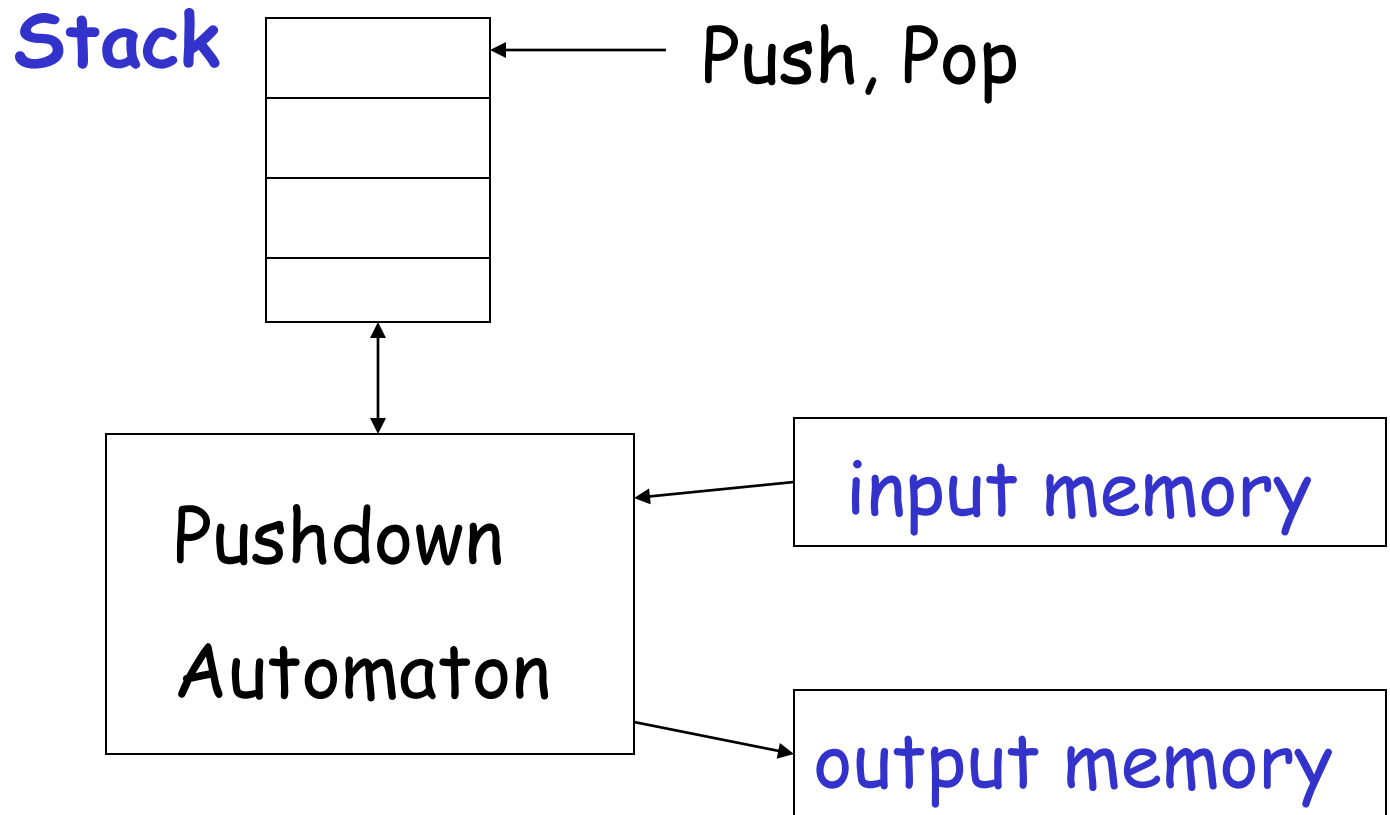 Stack
Push, Pop
Pushdown
Automaton
input memory
output memory